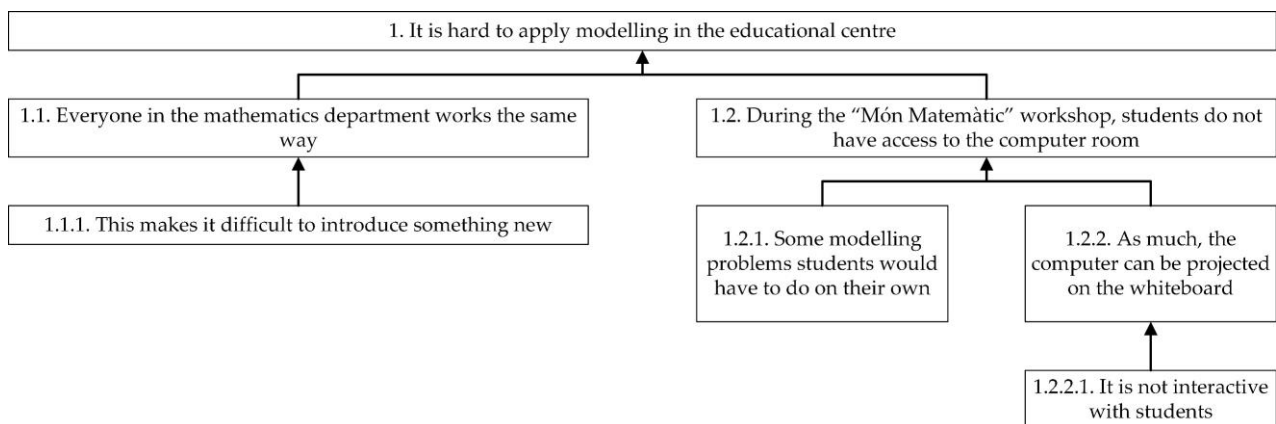 1. It is hard to apply modelling in the educational centre
1.1. Everyone in the mathematics department works the same
way
1.2. During the “Món Matemàtic” workshop, students do not
have access to the computer room
1.1.1. This makes it difficult to introduce something new
1.2.1. Some modelling
problems students would
have to do on their own
1.2.2. As much, the
computer can be projected
on the whiteboard
1.2.2.1. It is not interactive
with students